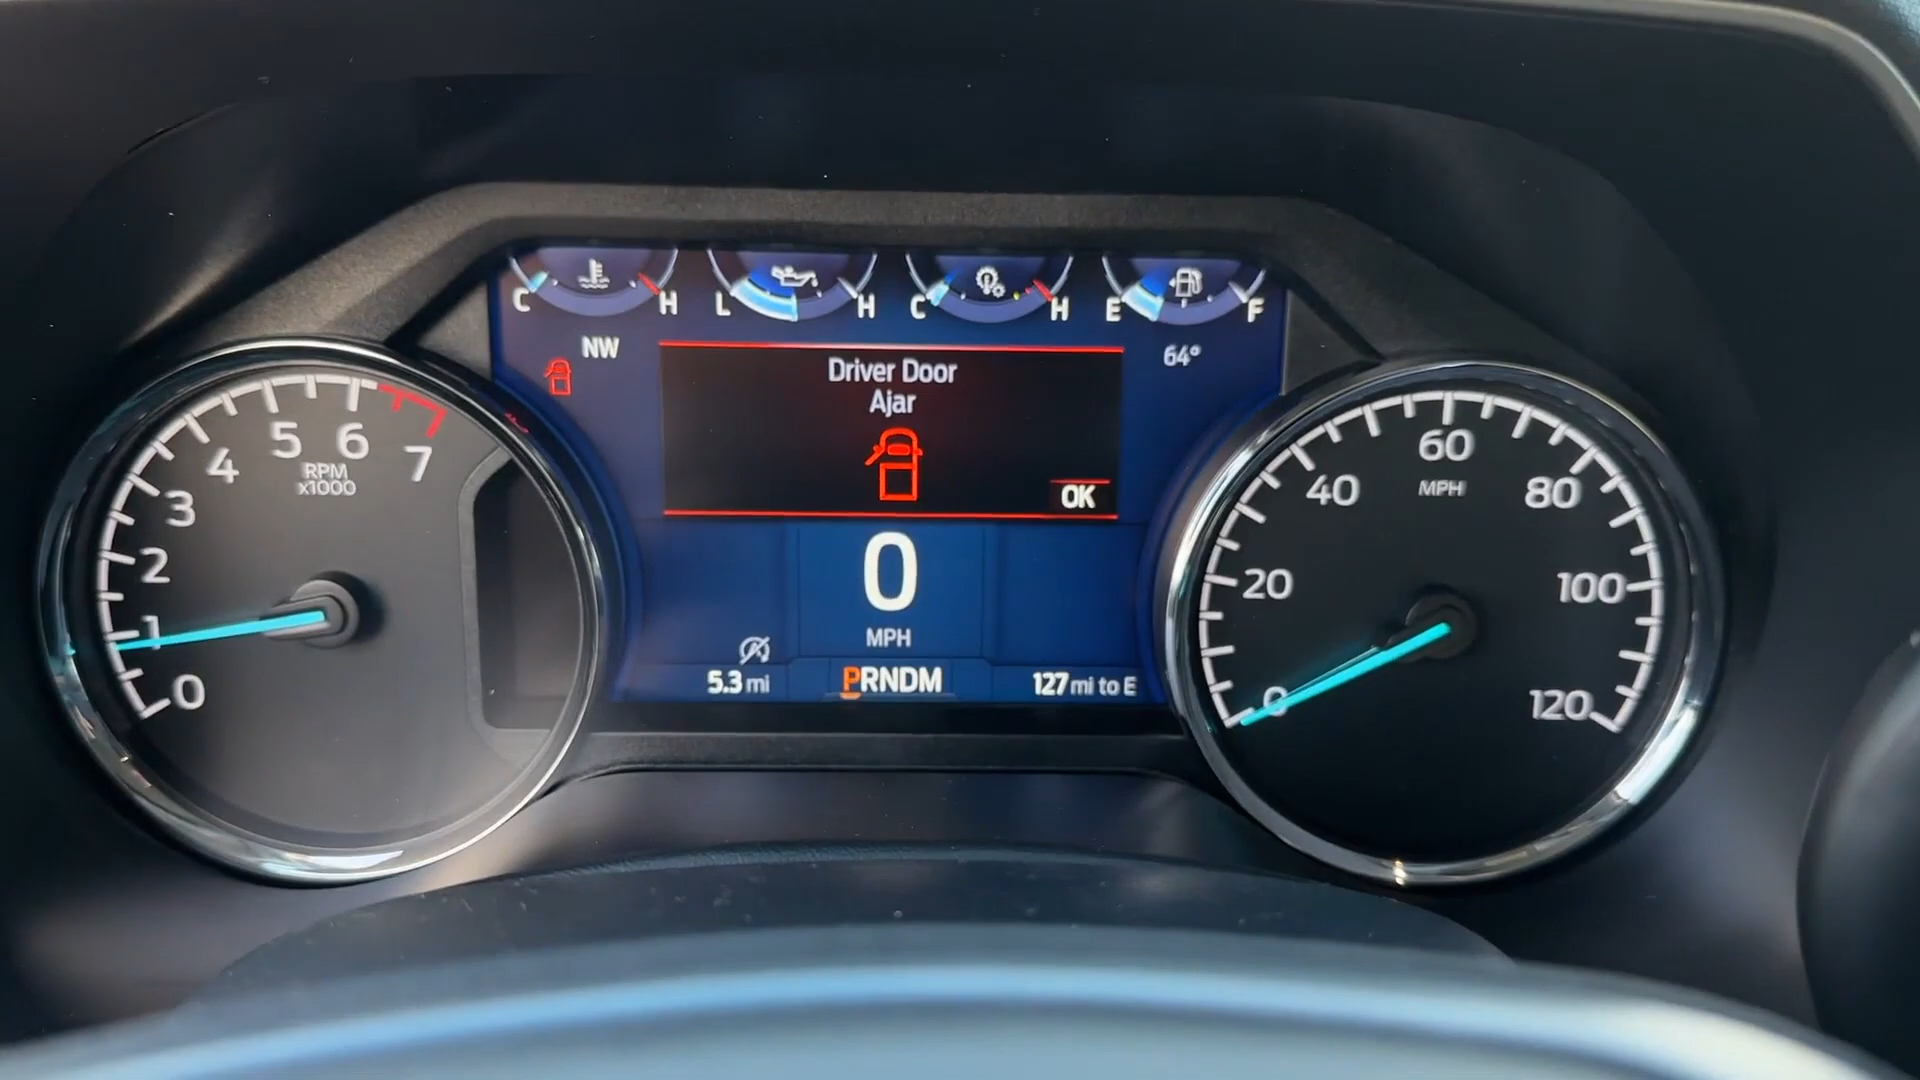 C H L H C H E F
NW
64°
Driver Door
Ajar
OK
0
MPH
5.3 mi
PRNDM
127 mi to E
0
1
2
3
4
5
6
7
RPM
x1000
0
20
40
60
80
100
120
MPH